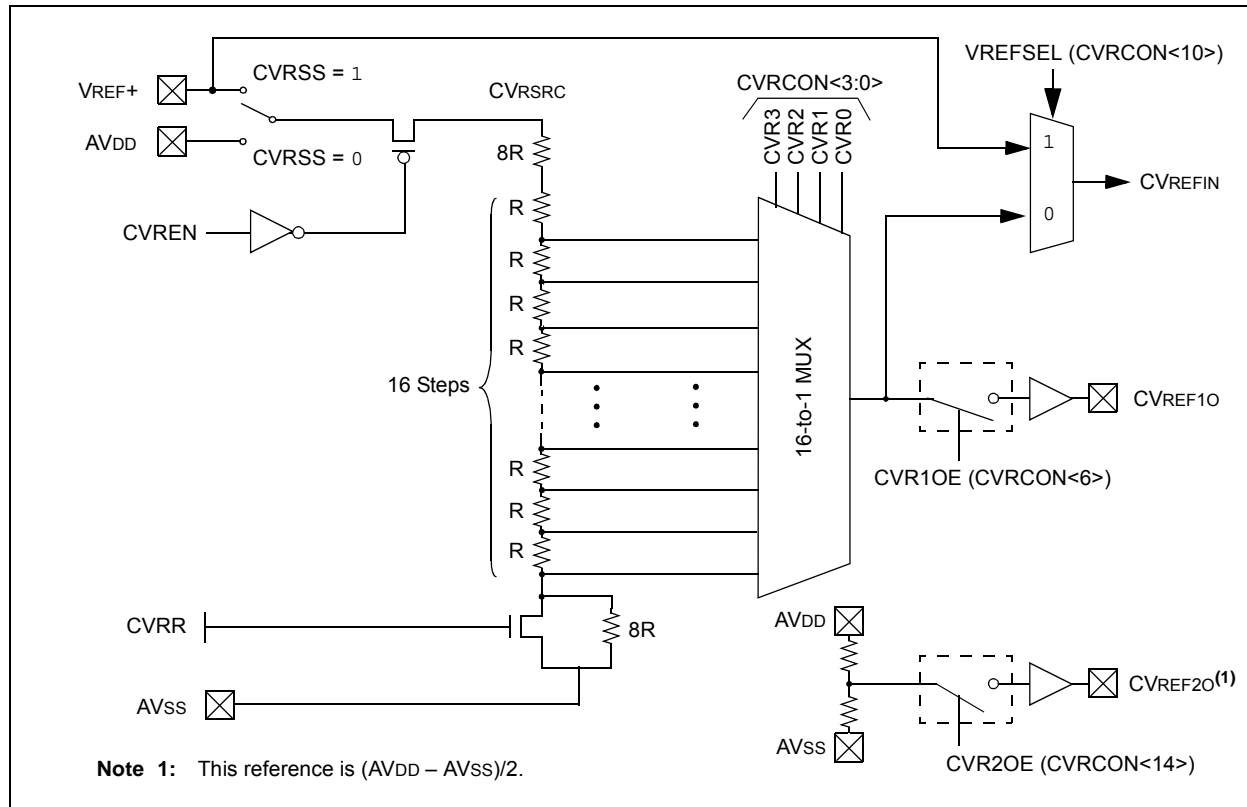 VREF+
CVRSS = 1
AVDD
CVRSS = 0
CVREN
CVRSRC
8R
R
R
R
R
16 Steps
R
R
R
CVRR
8R
AVSS
CVRCON<3:0>
CVR3
CVR2
CVR1
CVR0
16-to-1 MUX
VREFSEL (CVRCON<10>)
1
0
CVREFIN
CVREF1O
CVR1OE (CVRCON<6>)
AVDD
CVREF2O(1)
AVSS
CVR2OE (CVRCON<14>)
Note 1: This reference is (AVDD – AVSS)/2.